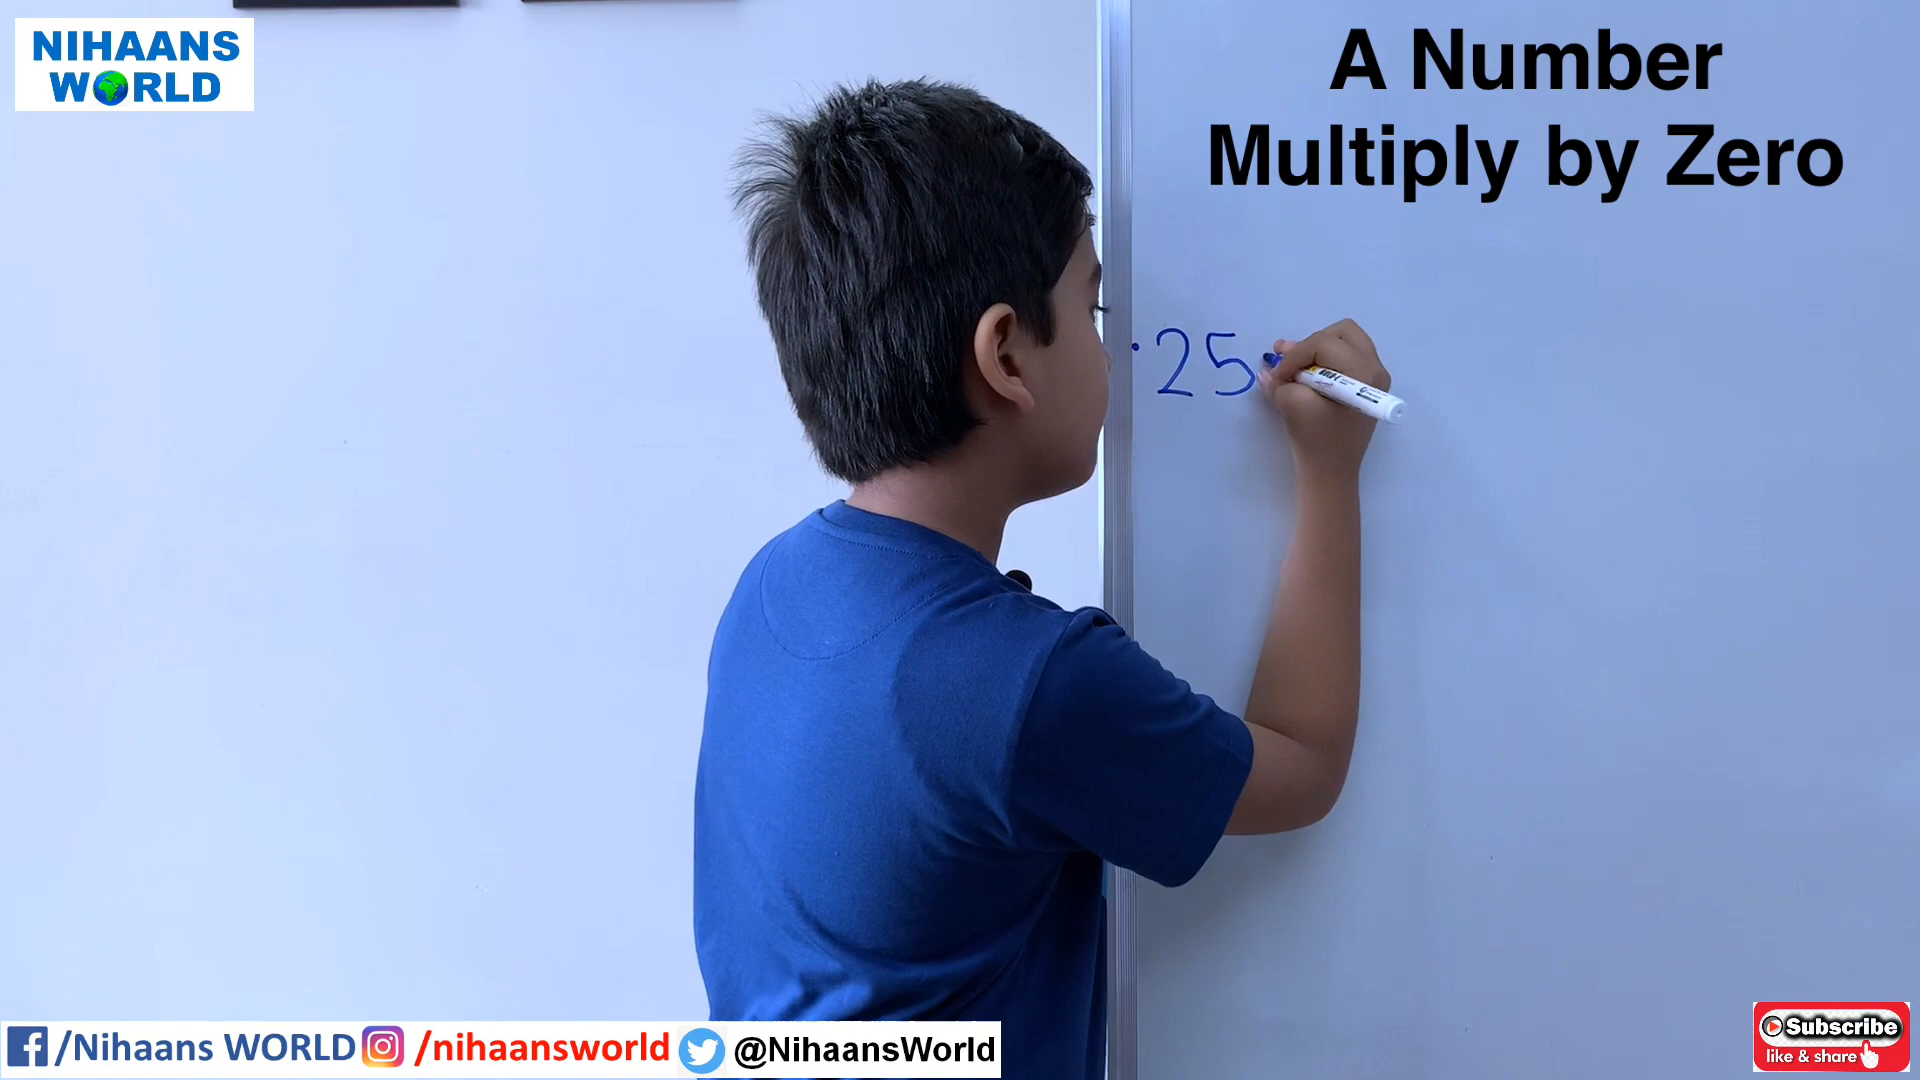 NIHAANS
WORLD
A Number
Multiply by Zero
25
/Nihaans WORLD /nihaansworld @NihaansWorld
Subscribe
like & share